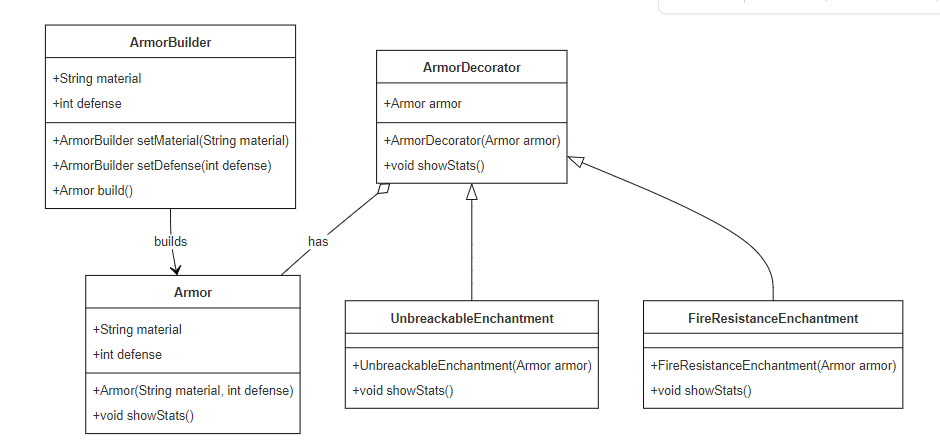 ArmorBuilder
+String material
+int defense
+ArmorBuilder setMaterial(String material)
+ArmorBuilder setDefense(int defense)
+Armor build()
ArmorDecorator
+Armor armor
+ArmorDecorator(Armor armor)
+void showStats()
builds
has
Armor
+String material
+int defense
+Armor(String material, int defense)
+void showStats()
UnbreackableEnchantment
+UnbreackableEnchantment(Armor armor)
+void showStats()
FireResistanceEnchantment
+FireResistanceEnchantment(Armor armor)
+void showStats()